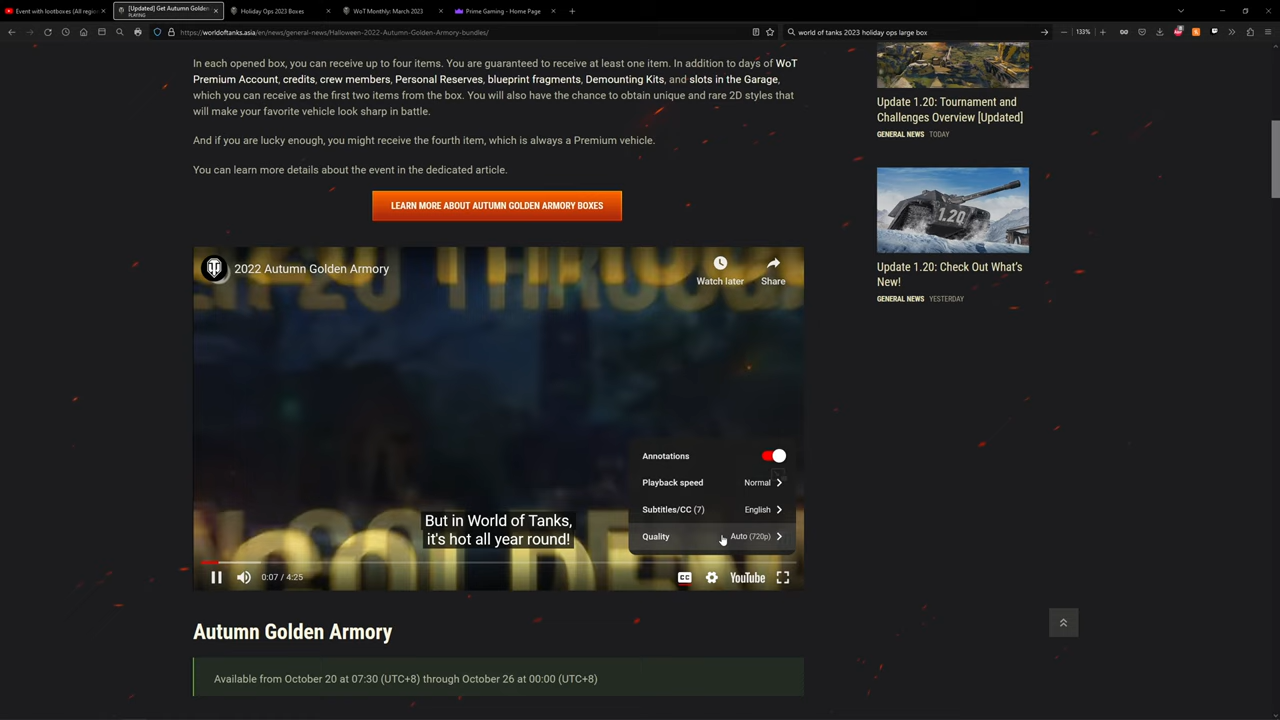 Event with lootboxes (All regi
[Updated] Get Autumn Golden
PLAYING
Holiday Ops 2023 Boxes
WoT Monthly: March 2023
Prime Gaming - Home Page
https://worldoftanks.asia/en/news/general-news/Halloween-2022-Autumn-Golden-Armory-bundles/
world of tanks 2023 holiday ops large box
133%
In each opened box, you can receive up to four items. You are guaranteed to receive at least one item. In addition to days of WoT
Premium Account, credits, crew members, Personal Reserves, blueprint fragments, Demounting Kits, and slots in the Garage,
which you can receive as the first two items from the box. You will also have the chance to obtain unique and rare 2D styles that
will make your favorite vehicle look sharp in battle.
And if you are lucky enough, you might receive the fourth item, which is always a Premium vehicle.
You can learn more details about the event in the dedicated article.
LEARN MORE ABOUT AUTUMN GOLDEN ARMORY BOXES
2022 Autumn Golden Armory
Watch later
Share
Annotations
Playback speed Normal
Subtitles/CC (7) English
Quality Auto (720p)
But in World of Tanks,
it's hot all year round!
0:07 / 4:25
CC
YouTube
Autumn Golden Armory
Available from October 20 at 07:30 (UTC+8) through October 26 at 00:00 (UTC+8)
Update 1.20: Tournament and
Challenges Overview [Updated]
GENERAL NEWS TODAY
1.20
Update 1.20: Check Out What's
New!
GENERAL NEWS YESTERDAY